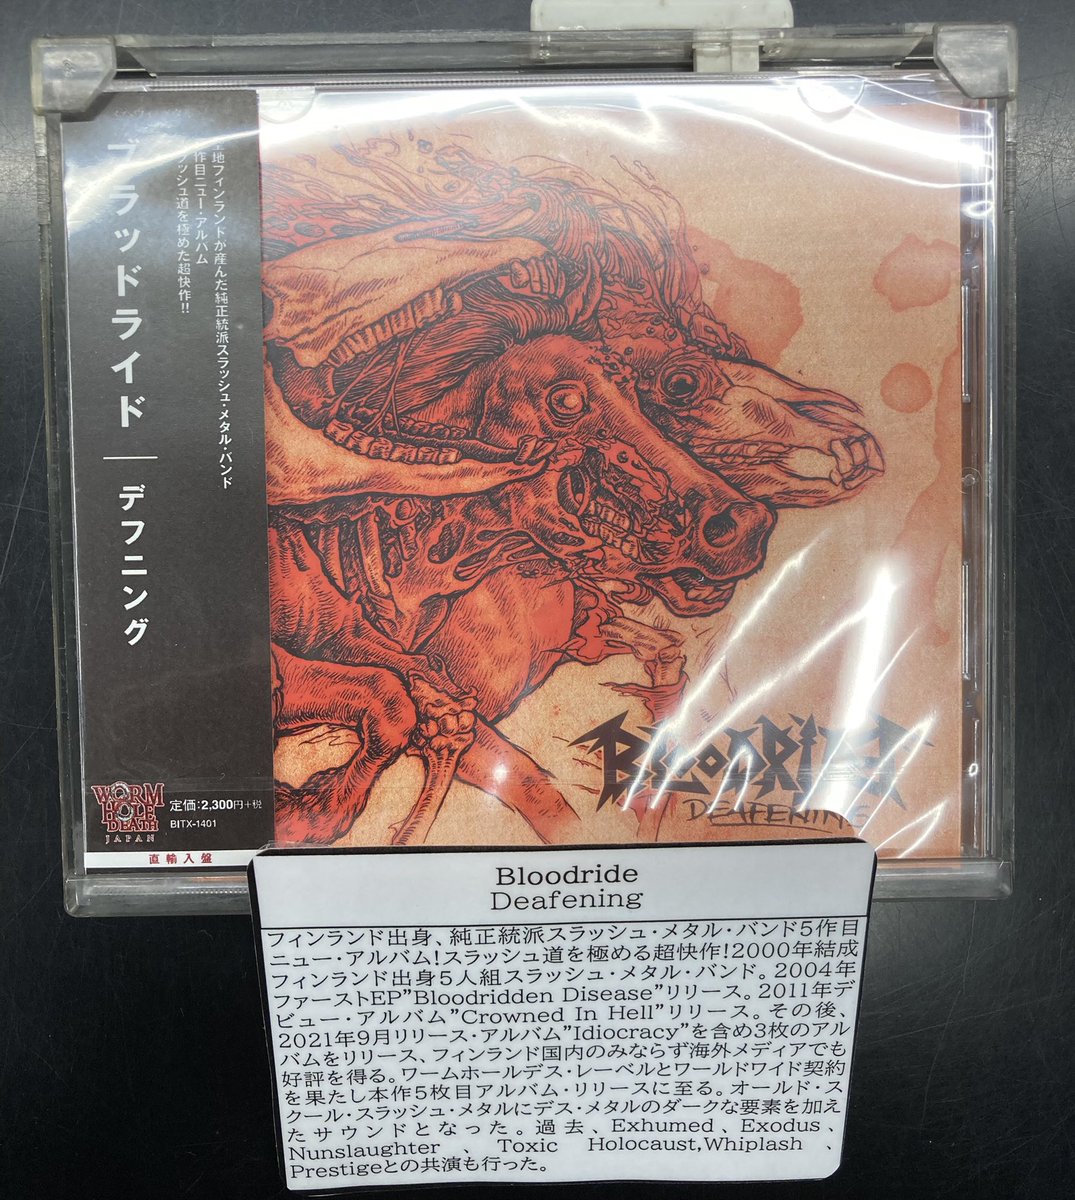 ブラッドライド ― デフニング
聖地フィンランドが産んだ純正統派スラッシュ・メタル・バンド
作目ニュー・アルバム
ラッシュ道を極めた超快作!!
WORM
HOLE
DEATH
JAPAN
定価:2,300円+税
BITX-1401
直輸入盤
BLOODRIDE
DEAFENING
Bloodride
Deafening
フィンランド出身、純正統派スラッシュ・メタル・バンド5作目
ニュー・アルバム!スラッシュ道を極める超快作!2000年結成
フィンランド出身5人組スラッシュ・メタル・バンド。2004年
ファーストEP”Bloodridden Disease”リリース。2011年デ
ビュー・アルバム”Crowned In Hell”リリース。その後、
2021年9月リリース・アルバム”Idiocracy”を含め3枚のアル
バムをリリース、フィンランド国内のみならず海外メディアでも
好評を得る。ワームホールデス・レーベルとワールドワイド契約
を果たし本作5枚目アルバム・リリースに至る。オールド・ス
クール・スラッシュ・メタルにデス・メタルのダークな要素を加え
たサウンドとなった。過去、Exhumed、Exodus、
Nunslaughter、Toxic Holocaust,Whiplash、
Prestigeとの共演も行った。